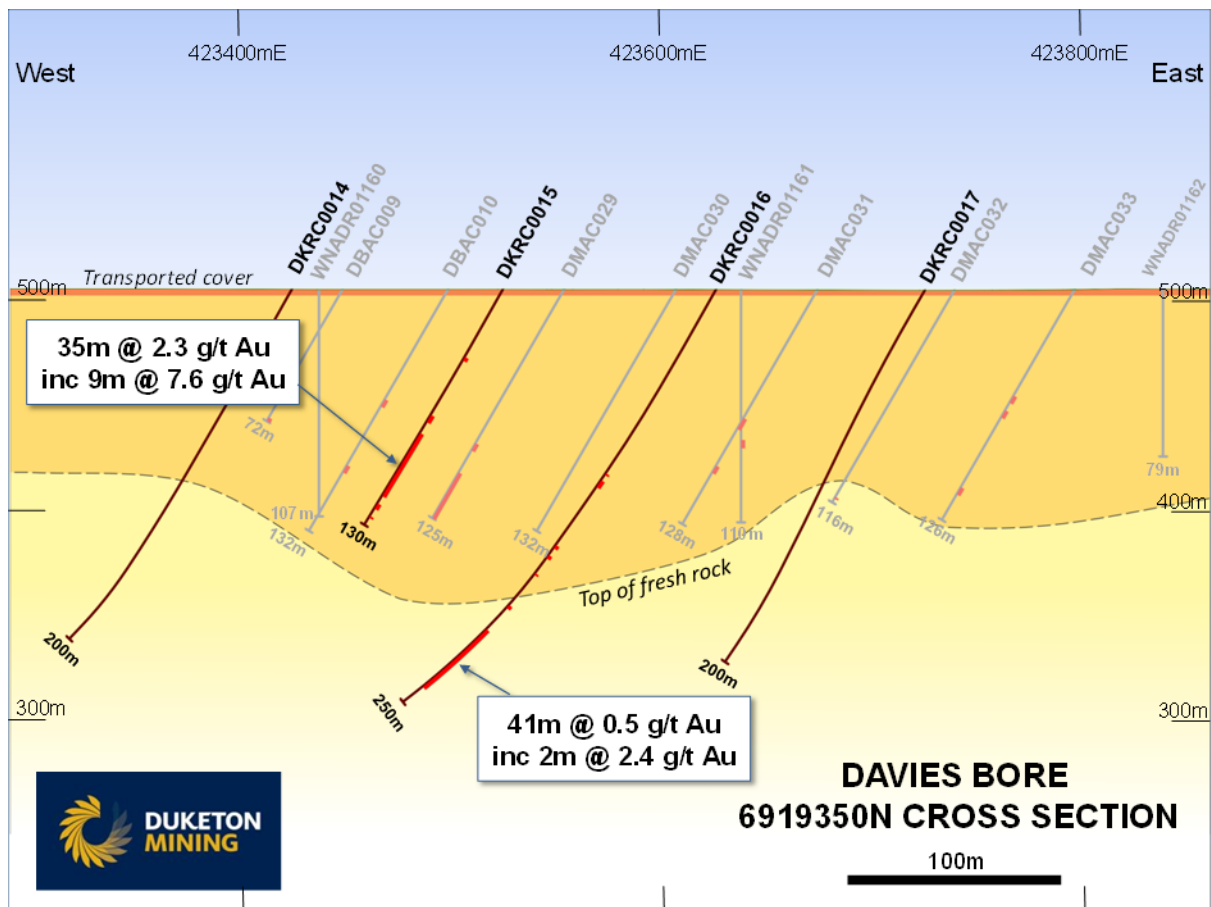 423400mE
423600mE
423800mE
West
East
DKRC0014
WNADR01160
DBAC009
DBAC010
DKRC0015
DMAC029
DMAC030
DKRC0016
WNADR01161
DMAC031
DKRC0017
DMAC032
DMAC033
WNADR01162
Transported cover
500m
500m
35m @ 2.3 g/t Au
inc 9m @ 7.6 g/t Au
72m
79m
107m
132m
130m
125m
132m
128m
110m
116m
126m
400m
Top of fresh rock
200m
250m
200m
300m
300m
41m @ 0.5 g/t Au
inc 2m @ 2.4 g/t Au
DAVIES BORE
6919350N CROSS SECTION
DUKETON
MINING
100m